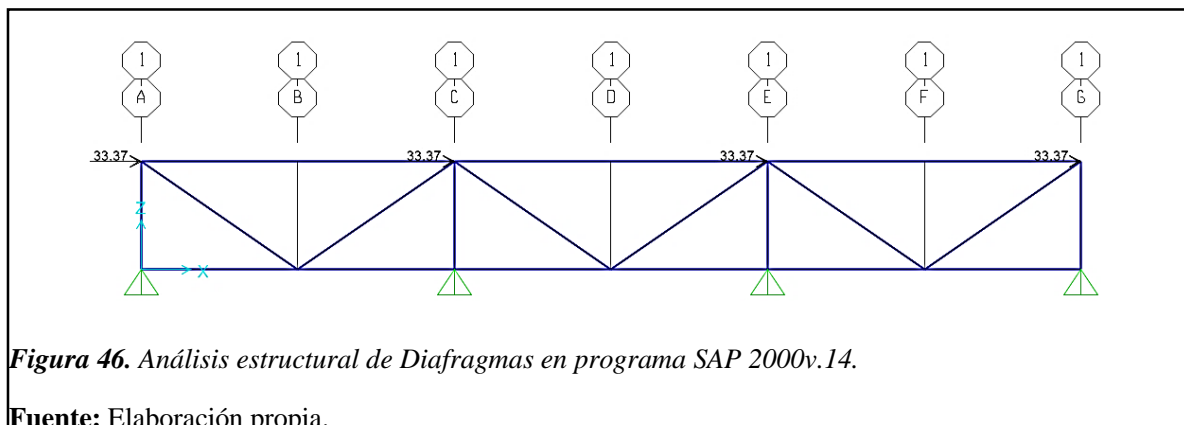 1 1 1 1 1 1 1
A B C D E F G
33.37 33.37 33.37 33.37
Z
X
Figura 46. Análisis estructural de Diafragmas en programa SAP 2000v.14.
Fuente: Elaboración propia.